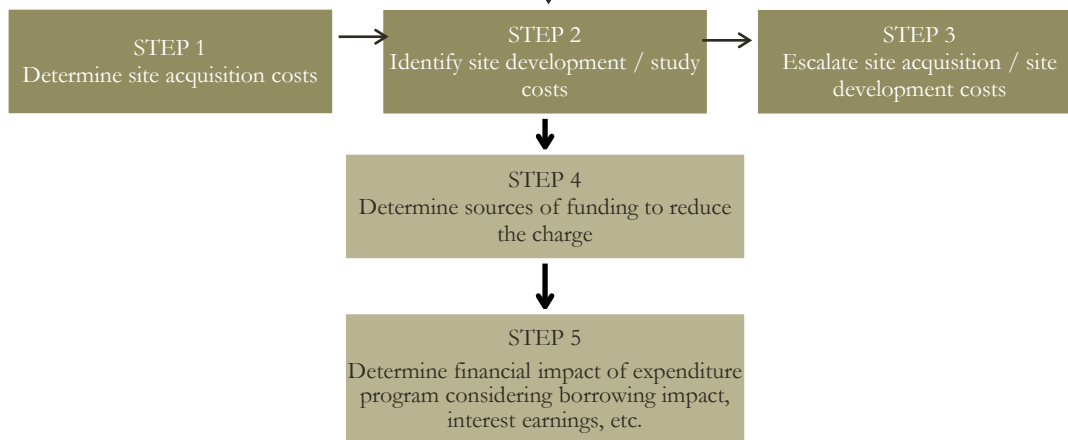 STEP 1
Determine site acquisition costs
STEP 2
Identify site development / study
costs
STEP 3
Escalate site acquisition / site
development costs
STEP 4
Determine sources of funding to reduce
the charge
STEP 5
Determine financial impact of expenditure
program considering borrowing impact,
interest earnings, etc.